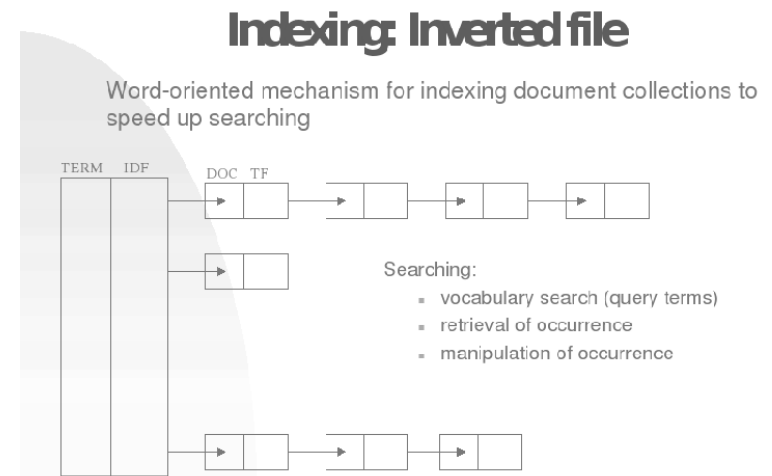 Indexing: Inverted file
Word-oriented mechanism for indexing document collections to
speed up searching
TERM IDF
DOC TF
Searching:
vocabulary search (query terms)
retrieval of occurrence
manipulation of occurrence